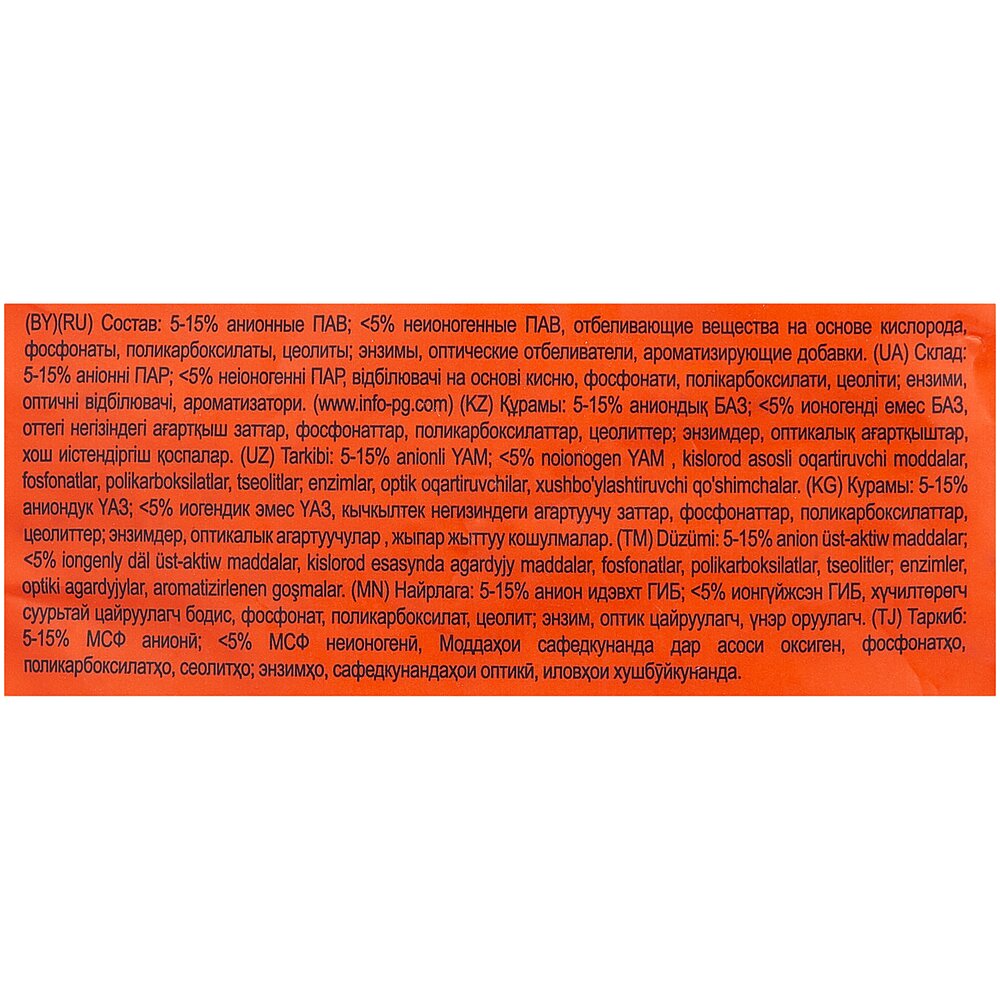 (BY)(RU) Состав: 5-15% анионные ПАВ; <5% неионогенные ПАВ, отбеливающие вещества на основе кислорода,
фосфонаты, поликарбоксилаты, цеолиты; энзимы, оптические отбеливатели, ароматизирующие добавки. (UA) Склад:
5-15% аніонні ПАР; <5% неіоногенні ПАР, відбілювачі на основі кисню, фосфонати, полікарбоксилати, цеоліти; ензими,
оптичні відбілювачі, ароматизатори. (www.info-pg.com) (KZ) Құрамы: 5-15% аниондық БАЗ; <5% ионогенді емес БАЗ,
оттегі негізіндегі ағартқыш заттар, фосфонаттар, поликарбоксилаттар, цеолиттер; энзимдер, оптикалық ағартқыштар,
хош иістендіргіш қоспалар. (UZ) Tarkibi: 5-15% anionli YAM; <5% noionogen YAM , kislorod asosli oqartiruvchi moddalar,
fosfonatlar, polikarboksilatlar, tseolitlar; enzimlar, optik oqartiruvchilar, xushbo'ylashtiruvchi qo'shimchalar. (KG) Курамы: 5-15%
аниондук YАЗ; <5% иогендик эмес YАЗ, кычкылтек негизиндеги агартуучу заттар, фосфонаттар, поликарбоксилаттар,
цеолиттер; энзимдер, оптикалык агартуучулар , жыпар жыттуу кошулмалар. (TM) Düzümi: 5-15% anion üst-aktiw maddalar;
<5% iongenly däl üst-aktiw maddalar, kislorod esasynda agardyjy maddalar, fosfonatlar, polikarboksilatlar, tseolitler; enzimler,
optiki agardyjylar, aromatizirlenen goşmalar. (MN) Найрлага: 5-15% анион идэвхт ГИБ; <5% ионгүйжсэн ГИБ, хүчилтөрөгч
суурьтай цайруулагч бодис, фосфонат, поликарбоксилат, цеолит; энзим, оптик цайруулагч, үнэр оруулагч. (TJ) Таркиб:
5-15% МСФ анионӣ; <5% МСФ неионогенӣ, Моддаҳои сафедкунанда дар асоси оксиген, фосфонатҳо,
поликарбоксилатҳо, сеолитҳо; энзимҳо, сафедкунандаҳои оптикӣ, иловҳои хушбӯйкунанда.